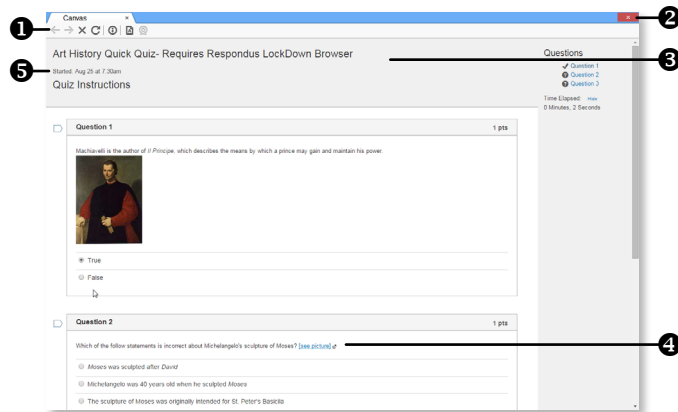 Canvas ×
1
2
Art History Quick Quiz- Requires Respondus LockDown Browser
3
5
Started: Aug 25 at 7:30am
Quiz Instructions
Questions
Question 1
Question 2
Question 3
Time Elapsed: Hide
0 Minutes, 2 Seconds
Question 1 1 pts
Machiavelli is the author of Il Principe, which describes the means by which a prince may gain and maintain his power.
True
False
Question 2 1 pts
Which of the follow statements is incorrect about Michelangelo's sculpture of Moses? [see picture]
4
Moses was sculpted after David
Michelangelo was 40 years old when he sculpted Moses
The sculpture of Moses was originally intended for St. Peter's Basicila